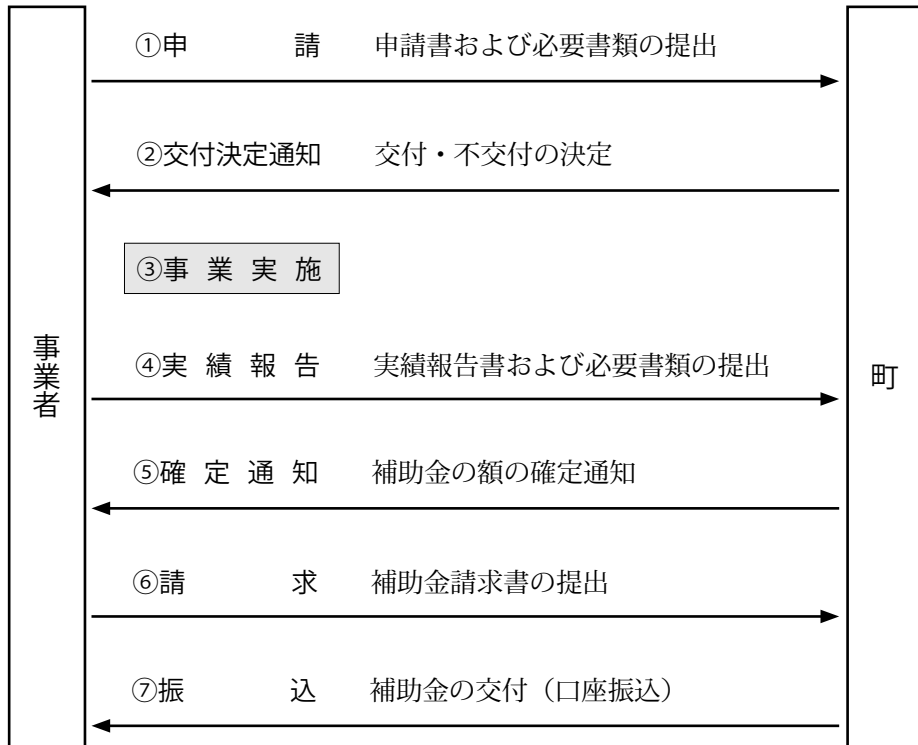 ①申請 申請書および必要書類の提出
②交付決定通知 交付・不交付の決定
③事業実施
事業者
町
④実績報告 実績報告書および必要書類の提出
⑤確定通知 補助金の額の確定通知
⑥請求 補助金請求書の提出
⑦振込 補助金の交付（口座振込）